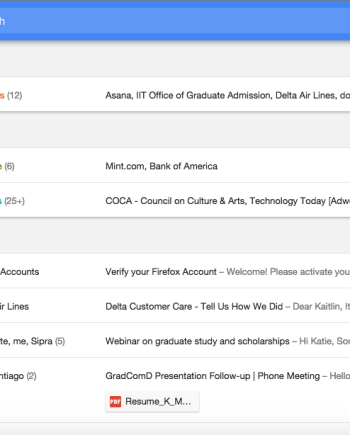 h
s (12) Asana, IIT Office of Graduate Admission, Delta Air Lines, do
e (6) Mint.com, Bank of America
s (25+) COCA - Council on Culture & Arts, Technology Today [Adwe
Accounts Verify your Firefox Account – Welcome! Please activate you
ir Lines Delta Customer Care - Tell Us How We Did – Dear Kaitlin, It
te, me, Sipra (5) Webinar on graduate study and scholarships – Hi Katie, Sor
ntiago (2) GradComD Presentation Follow-up | Phone Meeting – Hello
PDF Resume_K_M...